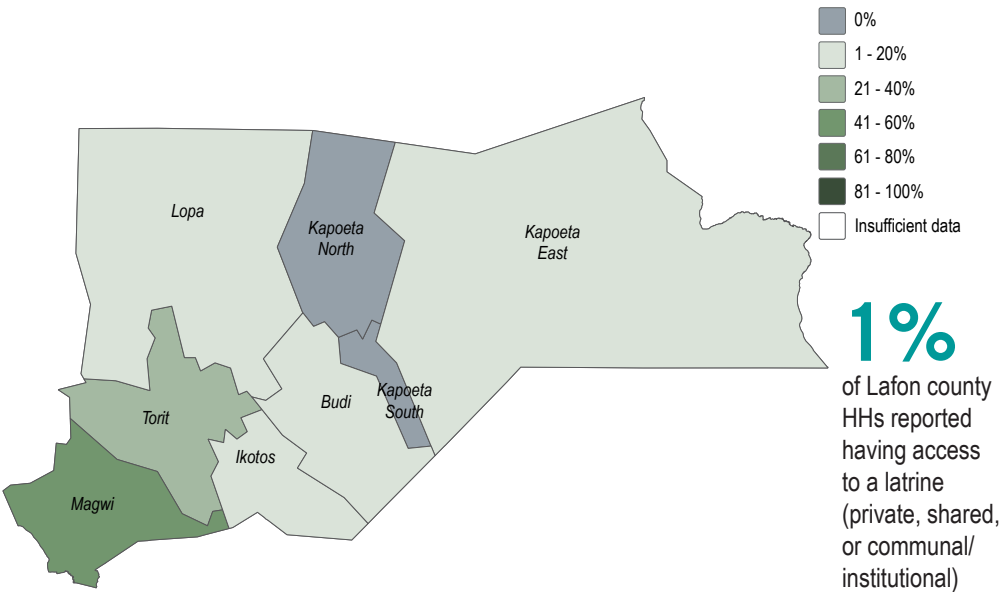 0%
1 - 20%
21 - 40%
41 - 60%
61 - 80%
81 - 100%
Insufficient data
Lopa
Kapoeta
North
Kapoeta
East
Kapoeta
South
Budi
Torit
Ikotos
Magwi
1%
of Lafon county
HHs reported
having access
to a latrine
(private, shared,
or communal/
institutional)